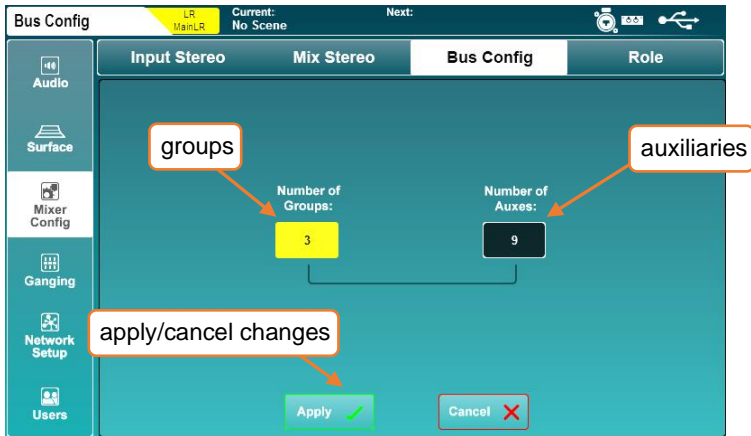 Bus Config
LR
MainLR
Current:
No Scene
Next:
Audio
Surface
Mixer
Config
Ganging
Network
Setup
Users
Input Stereo
Mix Stereo
Bus Config
Role
groups
auxiliaries
Number of
Groups:
3
Number of
Auxes:
9
apply/cancel changes
Apply
Cancel